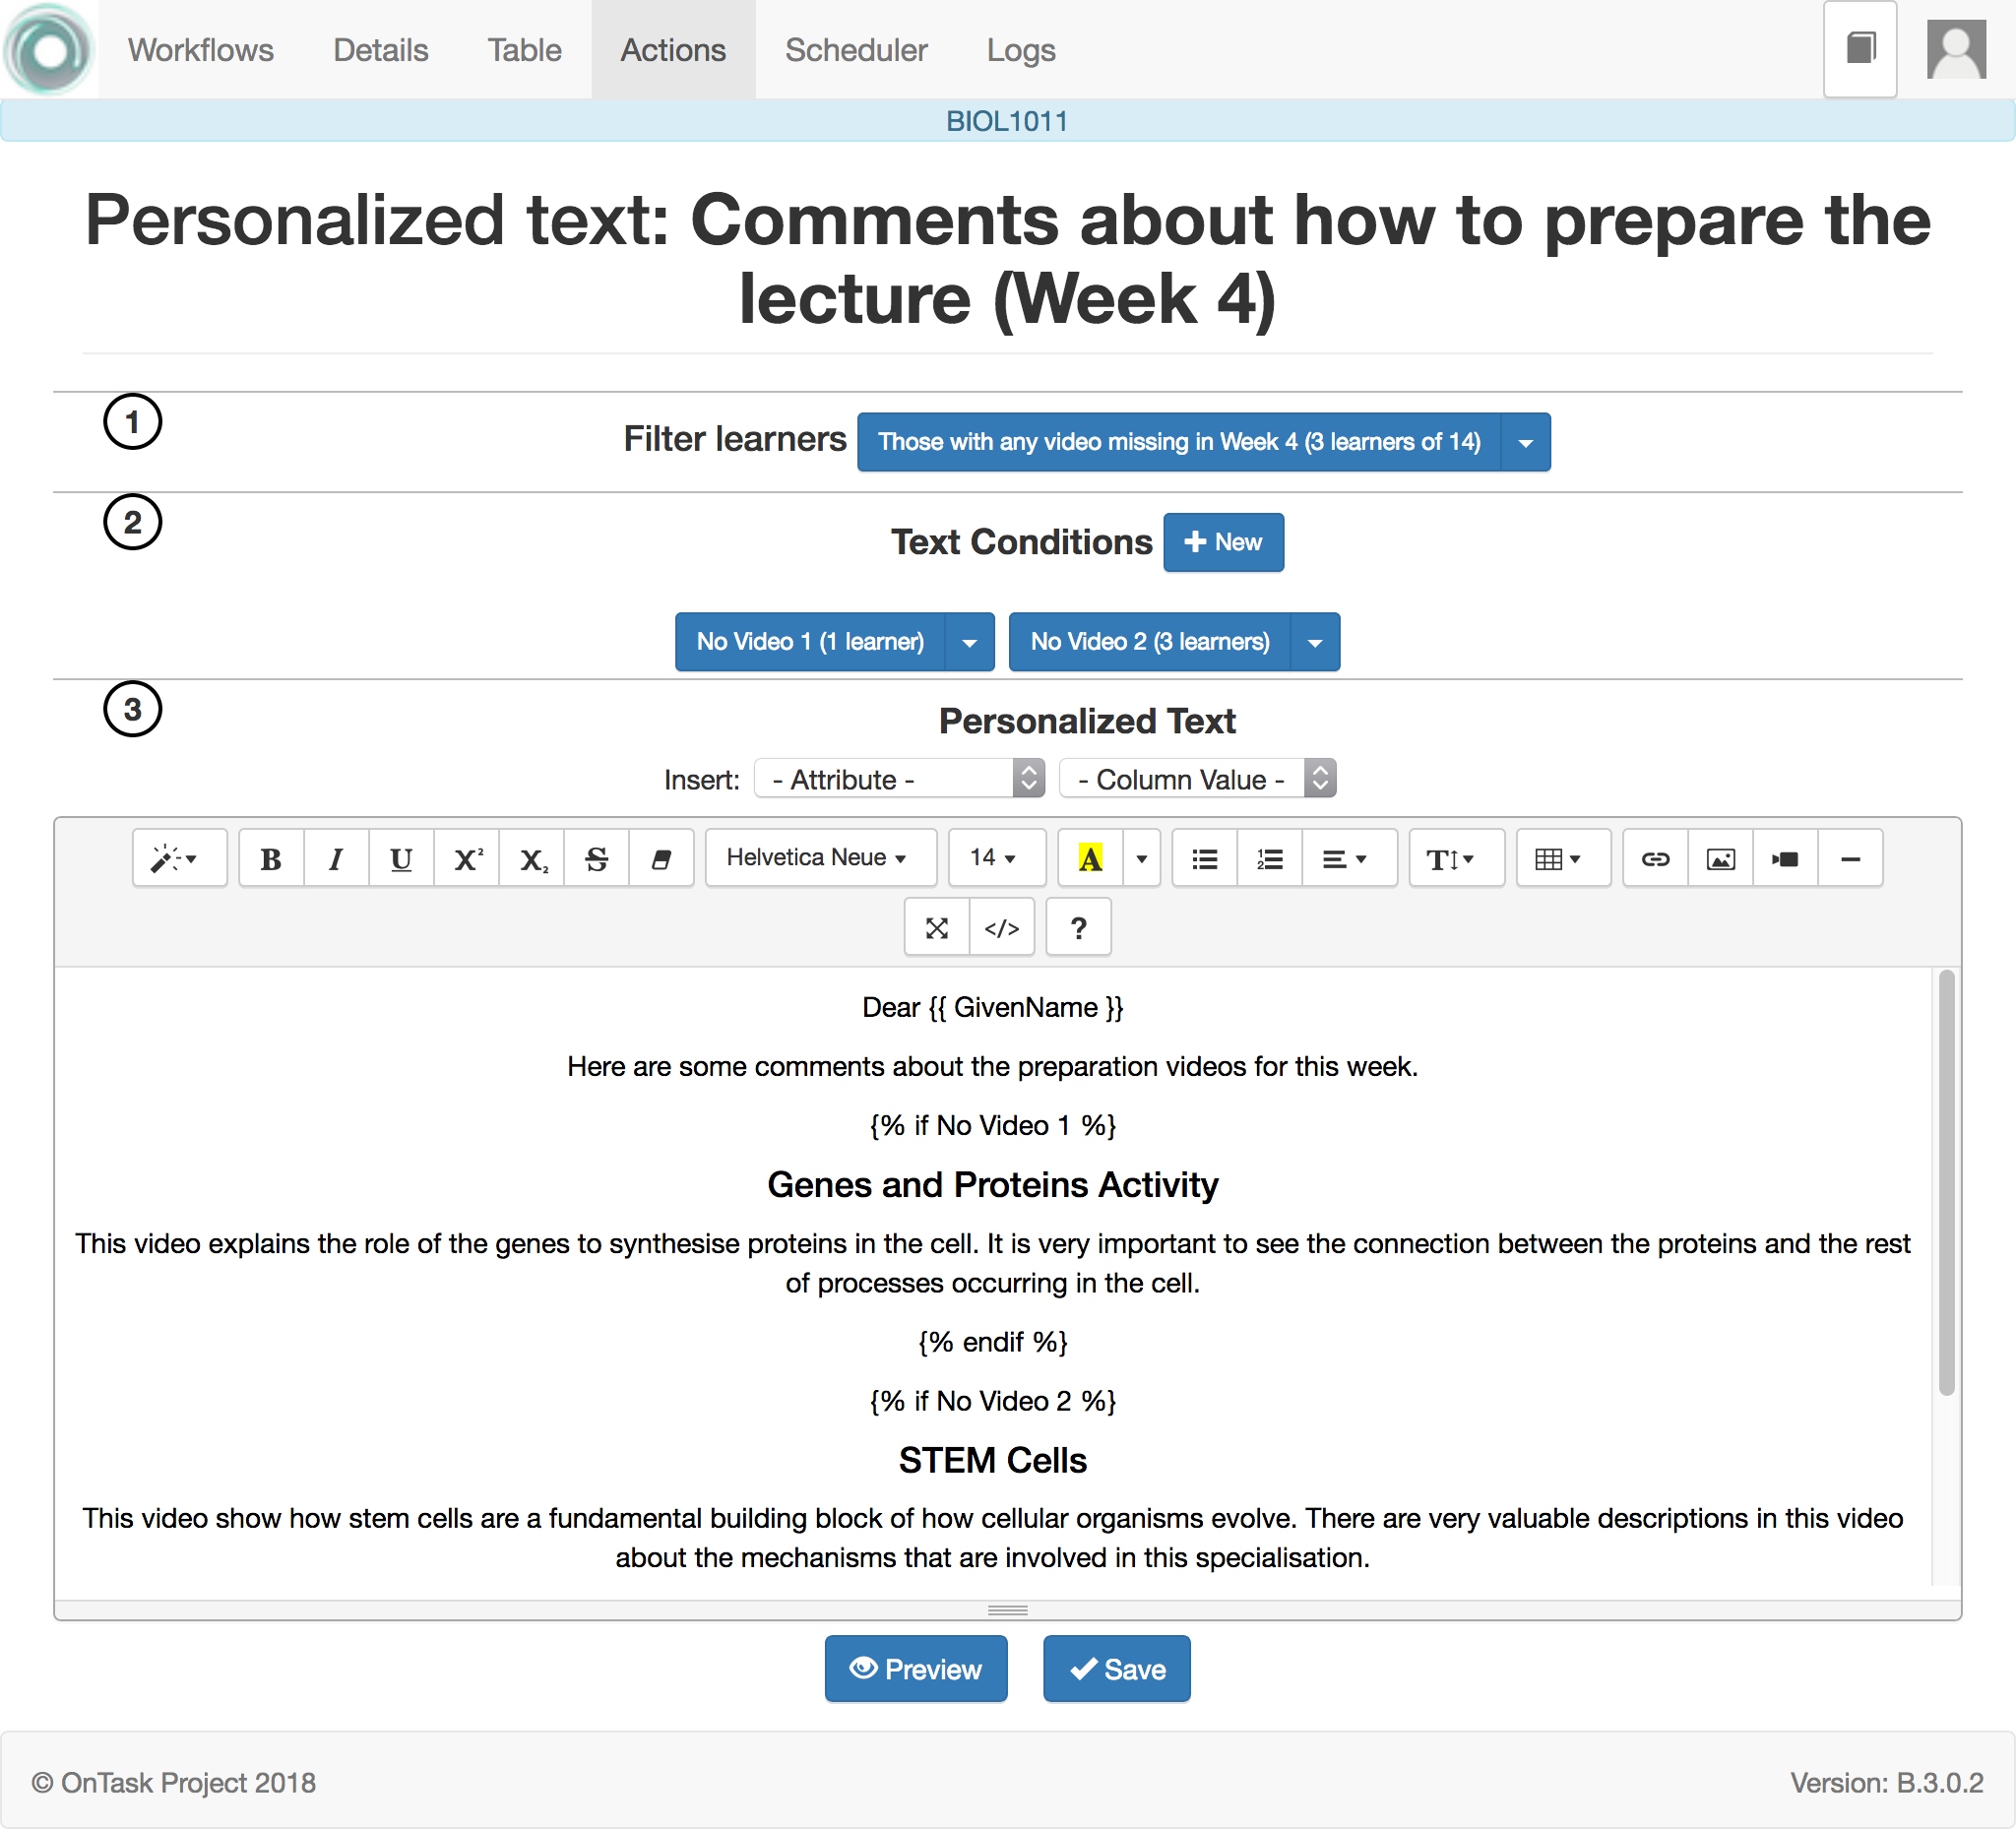 Workflows Details Table Actions Scheduler Logs
BIOL1011
Personalized text: Comments about how to prepare the
lecture (Week 4)
1
Filter learners Those with any video missing in Week 4 (3 learners of 14)
2
Text Conditions New
No Video 1 (1 learner) No Video 2 (3 learners)
3
Personalized Text
Insert: - Attribute - - Column Value -
B I U X² X₂ S Helvetica Neue 14 A T
</> ?
Dear {{ GivenName }}
Here are some comments about the preparation videos for this week.
{% if No Video 1 %}
Genes and Proteins Activity
This video explains the role of the genes to synthesise proteins in the cell. It is very important to see the connection between the proteins and the rest
of processes occurring in the cell.
{% endif %}
{% if No Video 2 %}
STEM Cells
This video show how stem cells are a fundamental building block of how cellular organisms evolve. There are very valuable descriptions in this video
about the mechanisms that are involved in this specialisation.
Preview Save
© OnTask Project 2018 Version: B.3.0.2